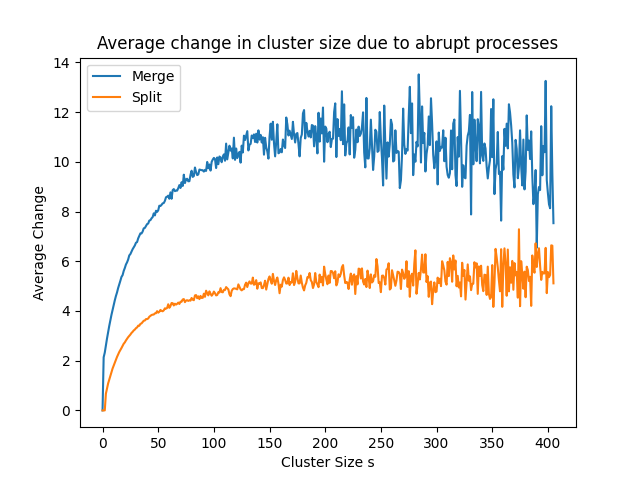 Average change in cluster size due to abrupt processes
Merge
Split
14
12
10
8
6
4
2
0
Average Change
0 50 100 150 200 250 300 350 400
Cluster Size s